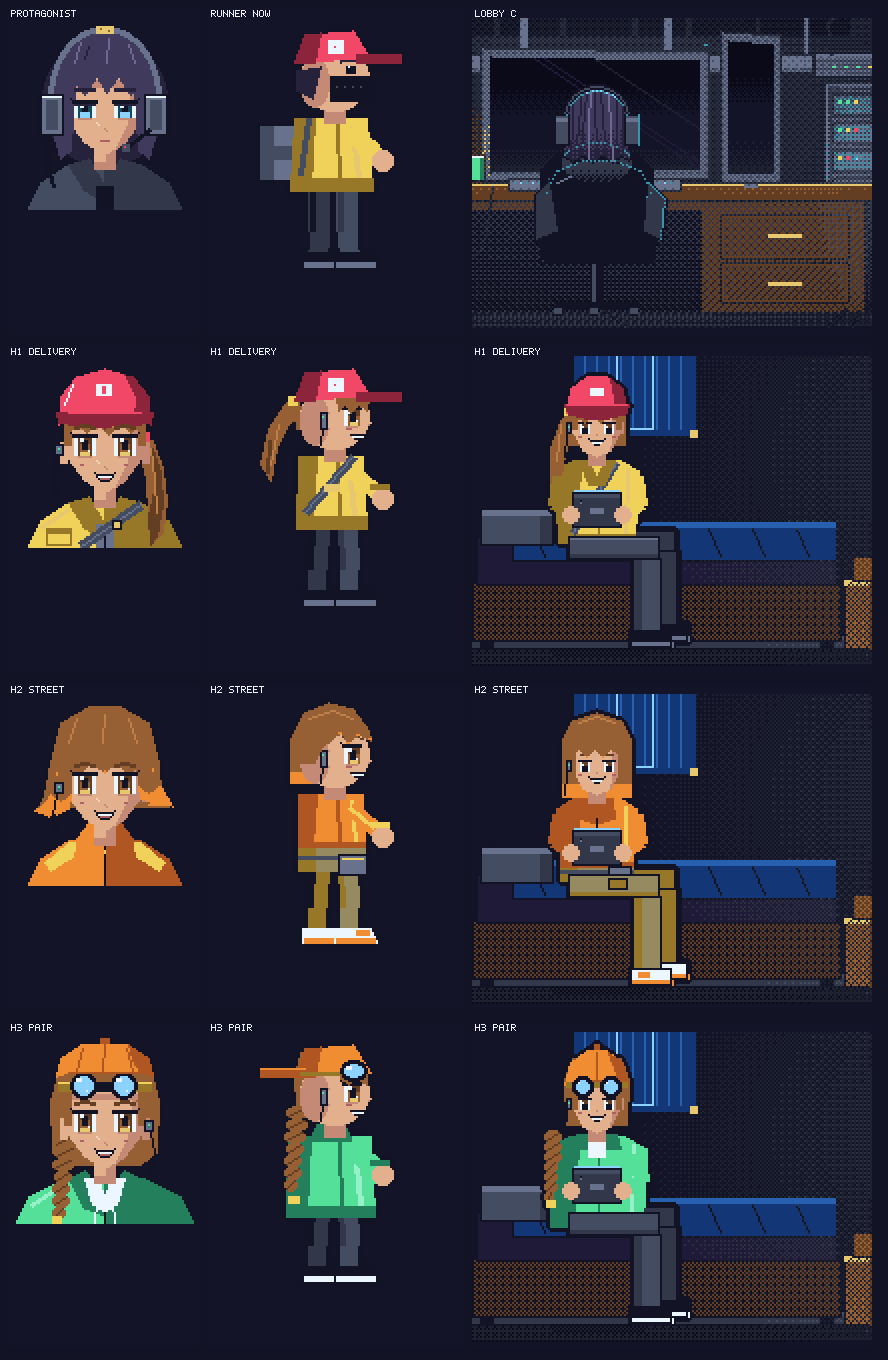 PROTAGONIST
RUNNER NOW
LOBBY C
H1 DELIVERY
H1 DELIVERY
H1 DELIVERY
H2 STREET
H2 STREET
H2 STREET
H3 PAIR
H3 PAIR
H3 PAIR